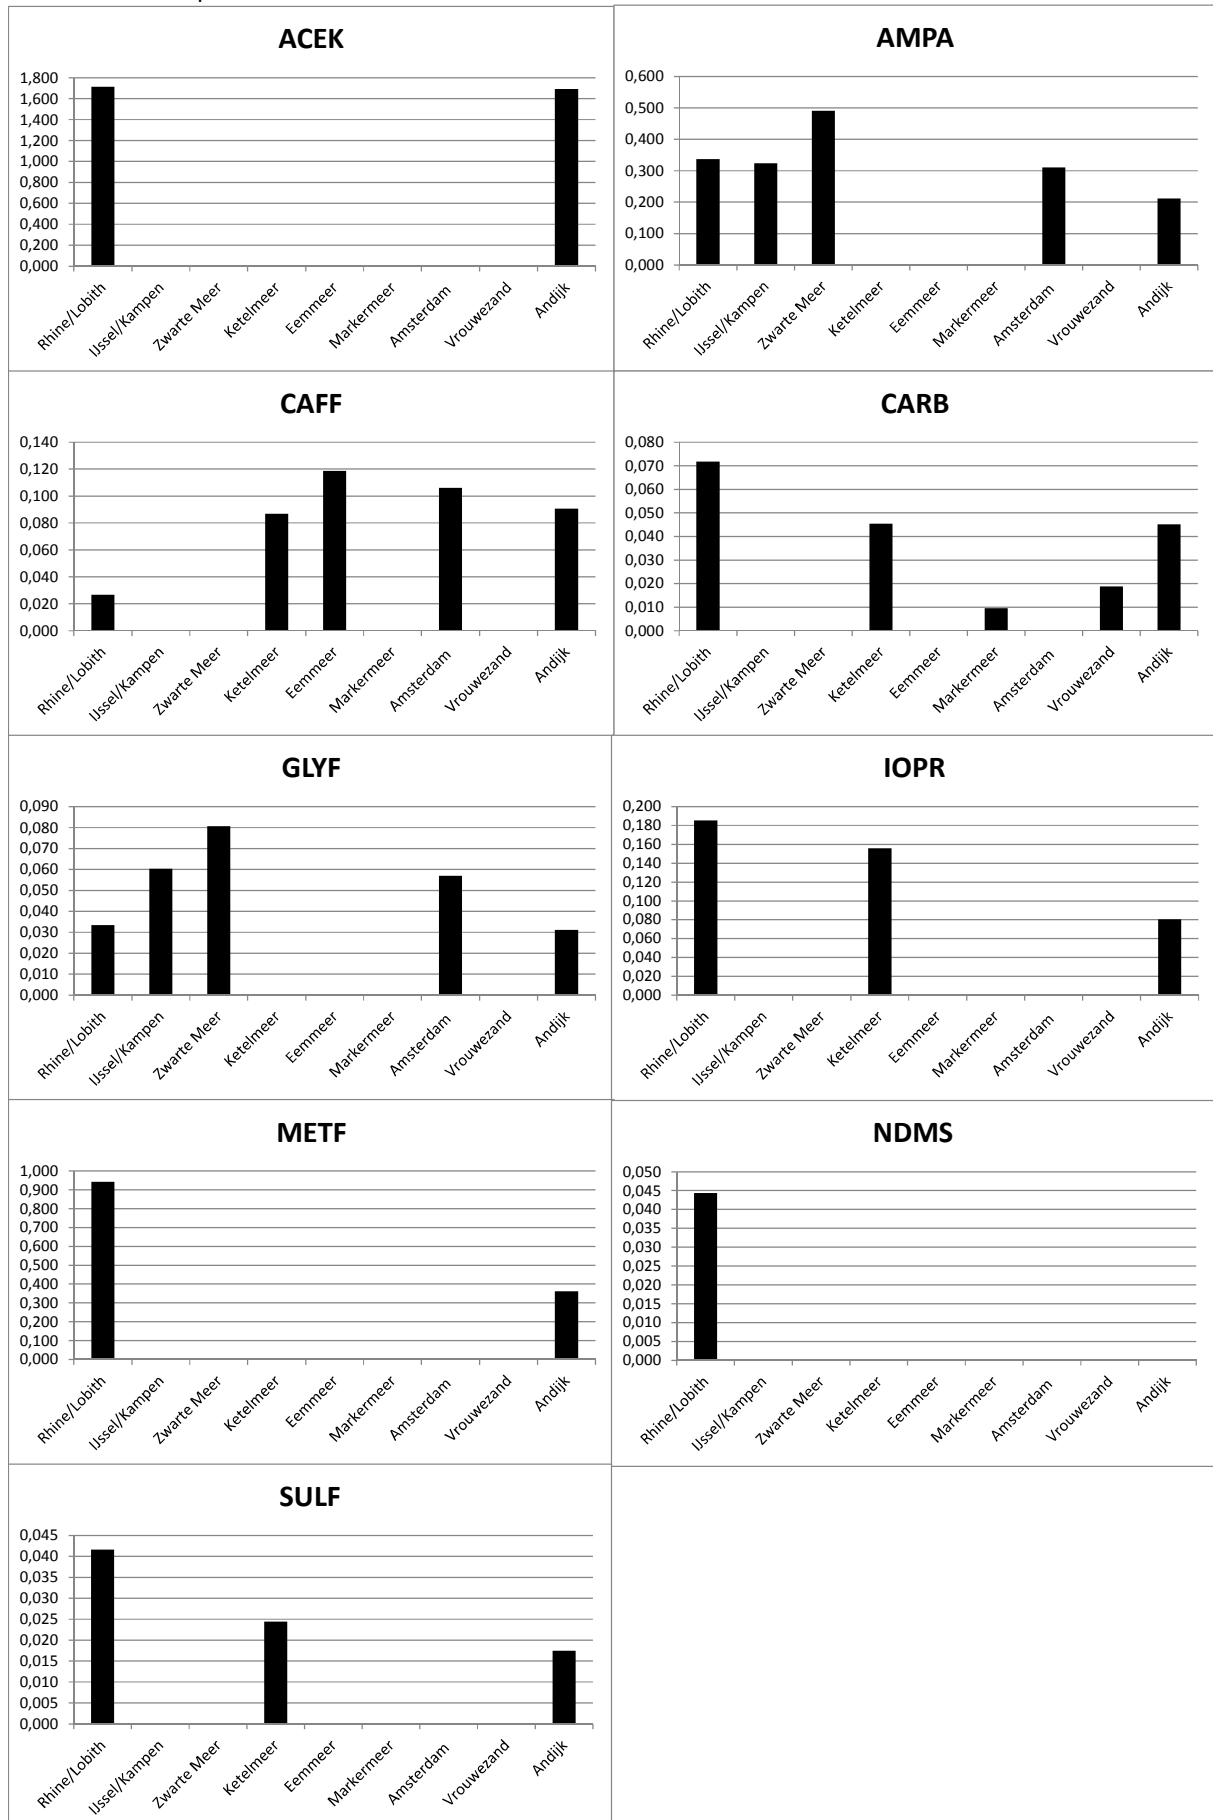 ACEK
1,800
1,600
1,400
1,200
1,000
0,800
0,600
0,400
0,200
0,000
Rhine/Lobith
IJssel/Kampen
Zwarte Meer
Ketelmeer
Eemmeer
Markermeer
Amsterdam
Vrouwezand
Andijk
AMPA
0,600
0,500
0,400
0,300
0,200
0,100
0,000
Rhine/Lobith
IJssel/Kampen
Zwarte Meer
Ketelmeer
Eemmeer
Markermeer
Amsterdam
Vrouwezand
Andijk
CAFF
0,140
0,120
0,100
0,080
0,060
0,040
0,020
0,000
Rhine/Lobith
IJssel/Kampen
Zwarte Meer
Ketelmeer
Eemmeer
Markermeer
Amsterdam
Vrouwezand
Andijk
CARB
0,080
0,070
0,060
0,050
0,040
0,030
0,020
0,010
0,000
Rhine/Lobith
IJssel/Kampen
Zwarte Meer
Ketelmeer
Eemmeer
Markermeer
Amsterdam
Vrouwezand
Andijk
GLYF
0,090
0,080
0,070
0,060
0,050
0,040
0,030
0,020
0,010
0,000
Rhine/Lobith
IJssel/Kampen
Zwarte Meer
Ketelmeer
Eemmeer
Markermeer
Amsterdam
Vrouwezand
Andijk
IOPR
0,200
0,180
0,160
0,140
0,120
0,100
0,080
0,060
0,040
0,020
0,000
Rhine/Lobith
IJssel/Kampen
Zwarte Meer
Ketelmeer
Eemmeer
Markermeer
Amsterdam
Vrouwezand
Andijk
METF
1,000
0,900
0,800
0,700
0,600
0,500
0,400
0,300
0,200
0,100
0,000
Rhine/Lobith
IJssel/Kampen
Zwarte Meer
Ketelmeer
Eemmeer
Markermeer
Amsterdam
Vrouwezand
Andijk
NDMS
0,050
0,045
0,040
0,035
0,030
0,025
0,020
0,015
0,010
0,005
0,000
Rhine/Lobith
IJssel/Kampen
Zwarte Meer
Ketelmeer
Eemmeer
Markermeer
Amsterdam
Vrouwezand
Andijk
SULF
0,045
0,040
0,035
0,030
0,025
0,020
0,015
0,010
0,005
0,000
Rhine/Lobith
IJssel/Kampen
Zwarte Meer
Ketelmeer
Eemmeer
Markermeer
Amsterdam
Vrouwezand
Andijk